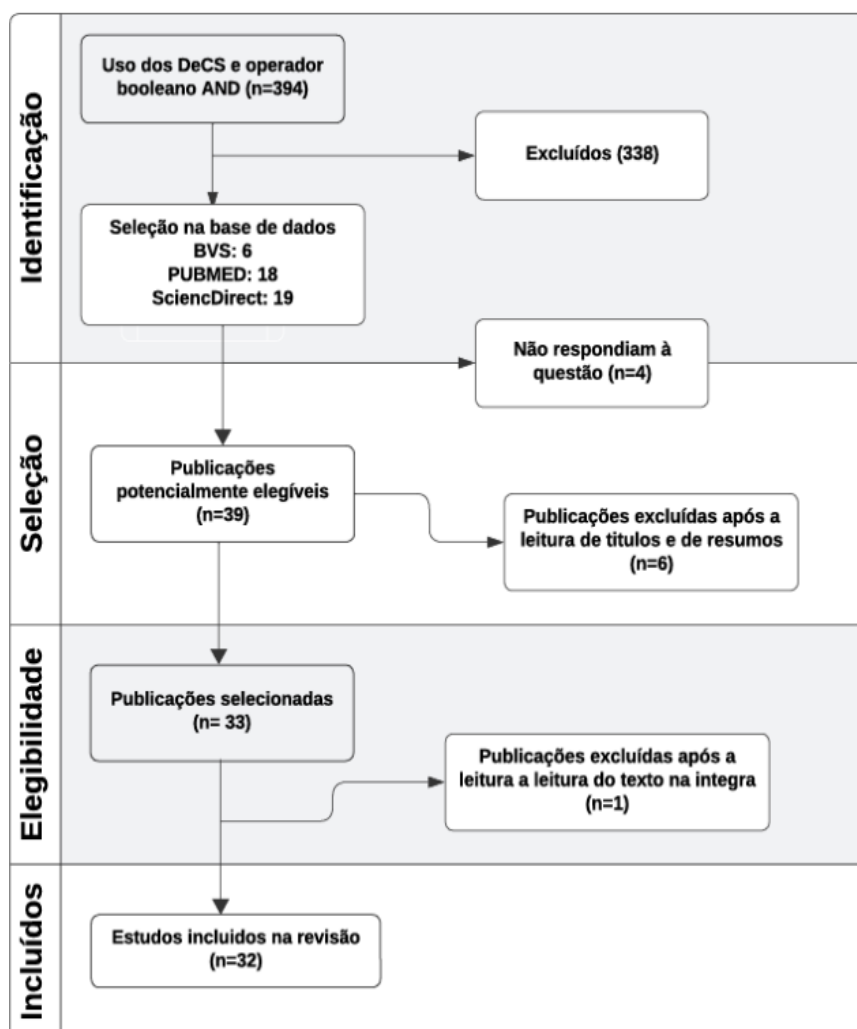 Identificação
Uso dos DeCS e operador
booleano AND (n=394)
Excluídos (338)
Seleção na base de dados
BVS: 6
PUBMED: 18
SciencDirect: 19
Não respondiam à
questão (n=4)
Seleção
Publicações
potencialmente elegíveis
(n=39)
Publicações excluídas após a
leitura de titulos e de resumos
(n=6)
Elegibilidade
Publicações selecionadas
(n= 33)
Publicações excluídas após a
leitura a leitura do texto na integra
(n=1)
Incluídos
Estudos incluidos na revisão
(n=32)